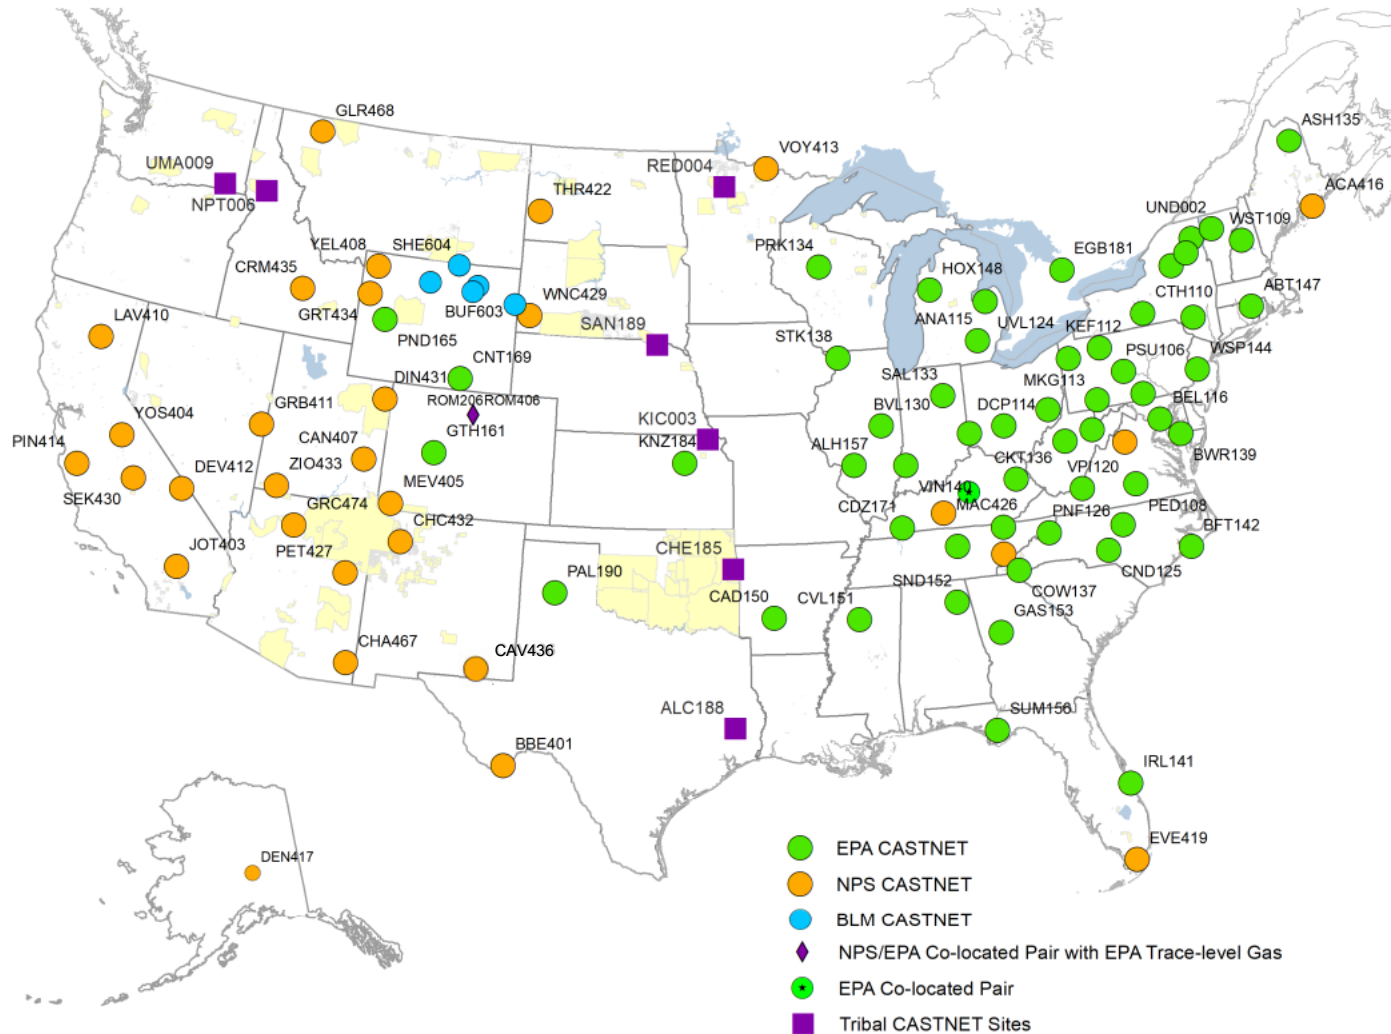 GLR468
ASH135
VOY413
UMA009
RED004
ACA416
NPT006
THR422
UND002
WST109
YEL408
SHE604
PRK134
EGB181
CRM435
HOX148
GRT434
BUF603
WNC429
CTH110
ABT147
LAV410
SAN189
ANA115
UVL124
KEF112
PND165
STK138
PSU106
WSP144
CNT169
DIN431
SAL133
MKG113
ROM206ROM406
BEL116
YOS404
GRB411
KIC003
BVL130
DCP114
PIN414
CAN407
GTH161
KNZ184
ALH157
BWR139
DEV412
ZIO433
CKT136
VPI120
SEK430
MEV405
VIN140
GRC474
CHC432
CDZ171
MAC426
PNF126
PED108
BFT142
JOT403
PET427
CHE185
PAL190
SND152
CND125
CAD150
CVL151
COW137
GAS153
CHA467
CAV436
ALC188
SUM156
BBE401
IRL141
EVE419
DEN417
EPA CASTNET
NPS CASTNET
BLM CASTNET
NPS/EPA Co-located Pair with EPA Trace-level Gas
EPA Co-located Pair
Tribal CASTNET Sites